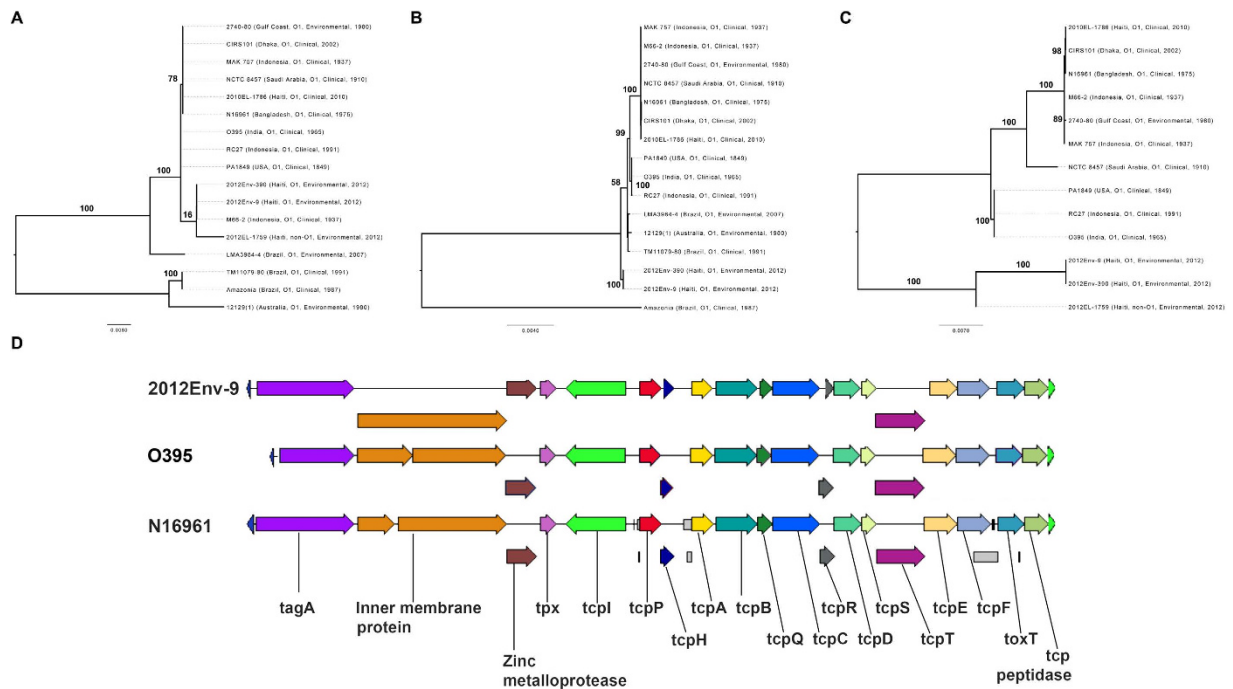 A
2740-80 (Gulf Coast, O1, Environmental, 1980)
CIRS101 (Dhaka, O1, Clinical, 2002)
MAK 757 (Indonesia, O1, Clinical, 1937)
78
NCTC 8457 (Saudi Arabia, O1, Clinical, 1910)
2010EL-1786 (Haiti, O1, Clinical, 2010)
N16961 (Bangladesh, O1, Clinical, 1975)
O395 (India, O1, Clinical, 1965)
RC27 (Indonesia, O1, Clinical, 1991)
PA1849 (USA, O1, Clinical, 1849)
100
2012Env-390 (Haiti, O1, Environmental, 2012)
100
2012Env-9 (Haiti, O1, Environmental, 2012)
16
M66-2 (Indonesia, O1, Clinical, 1937)
2012EL-1759 (Haiti, non-O1, Environmental, 2012)
LMA3984-4 (Brazil, O1, Environmental, 2007)
100
TM11079-80 (Brazil, O1, Clinical, 1991)
Amazonia (Brazil, O1, Clinical, 1987)
12129(1) (Australia, O1, Environmental, 1980)
B
MAK 757 (Indonesia, O1, Clinical, 1937)
M66-2 (Indonesia, O1, Clinical, 1937)
2740-80 (Gulf Coast, O1, Environmental, 1980)
NCTC 8457 (Saudi Arabia, O1, Clinical, 1910)
100
N16961 (Bangladesh, O1, Clinical, 1975)
CIRS101 (Dhaka, O1, Clinical, 2002)
99
2010EL-1786 (Haiti, O1, Clinical, 2010)
PA1849 (USA, O1, Clinical, 1849)
58
O395 (India, O1, Clinical, 1965)
100
RC27 (Indonesia, O1, Clinical, 1991)
LMA3984-4 (Brazil, O1, Environmental, 2007)
12129(1) (Australia, O1, Environmental, 1980)
TM11079-80 (Brazil, O1, Clinical, 1991)
2012Env-390 (Haiti, O1, Environmental, 2012)
100
2012Env-9 (Haiti, O1, Environmental, 2012)
Amazonia (Brazil, O1, Clinical, 1987)
C
2010EL-1786 (Haiti, O1, Clinical, 2010)
98
CIRS101 (Dhaka, O1, Clinical, 2002)
N16961 (Bangladesh, O1, Clinical, 1975)
100
M66-2 (Indonesia, O1, Clinical, 1937)
89
2740-80 (Gulf Coast, O1, Environmental, 1980)
100
MAK 757 (Indonesia, O1, Clinical, 1937)
NCTC 8457 (Saudi Arabia, O1, Clinical, 1910)
PA1849 (USA, O1, Clinical, 1849)
100
RC27 (Indonesia, O1, Clinical, 1991)
O395 (India, O1, Clinical, 1965)
2012Env-9 (Haiti, O1, Environmental, 2012)
100
100
2012Env-390 (Haiti, O1, Environmental, 2012)
2012EL-1759 (Haiti, non-O1, Environmental, 2012)
D
2012Env-9
O395
N16961
tagA
Inner membrane
protein
Zinc
metalloprotease
tpx
tcpI
tcpP
tcpH
tcpA
tcpB
tcpQ
tcpC
tcpR
tcpD
tcpS
tcpT
tcpE
tcpF
toxT
tcp
peptidase